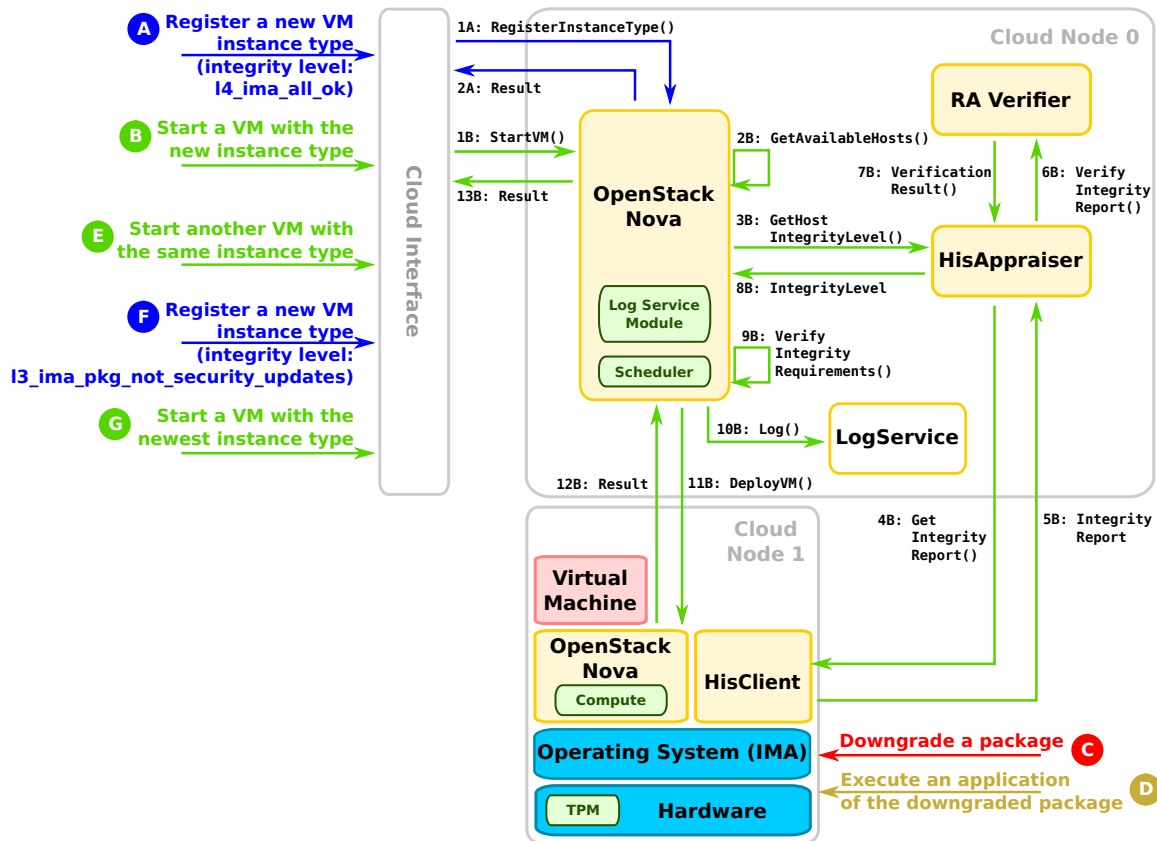 A
Register a new VM
instance type
(integrity level:
l4_ima_all_ok)
B
Start a VM with the
new instance type
E
Start another VM with
the same instance type
F
Register a new VM
instance type
(integrity level:
l3_ima_pkg_not_security_updates)
G
Start a VM with the
newest instance type
Cloud Interface
1A: RegisterInstanceType()
2A: Result
1B: StartVM()
13B: Result
Cloud Node 0
OpenStack
Nova
Log Service
Module
Scheduler
2B: GetAvailableHosts()
3B: GetHost
IntegrityLevel()
8B: IntegrityLevel
9B: Verify
Integrity
Requirements()
10B: Log()
LogService
RA Verifier
7B: Verification
Result()
6B: Verify
Integrity
Report()
HisAppraiser
12B: Result
11B: DeployVM()
4B: Get
Integrity
Report()
5B: Integrity
Report
Cloud
Node 1
Virtual
Machine
OpenStack
Nova
Compute
HisClient
Operating System (IMA)
TPM
Hardware
Downgrade a package
C
Execute an application
of the downgraded package
D